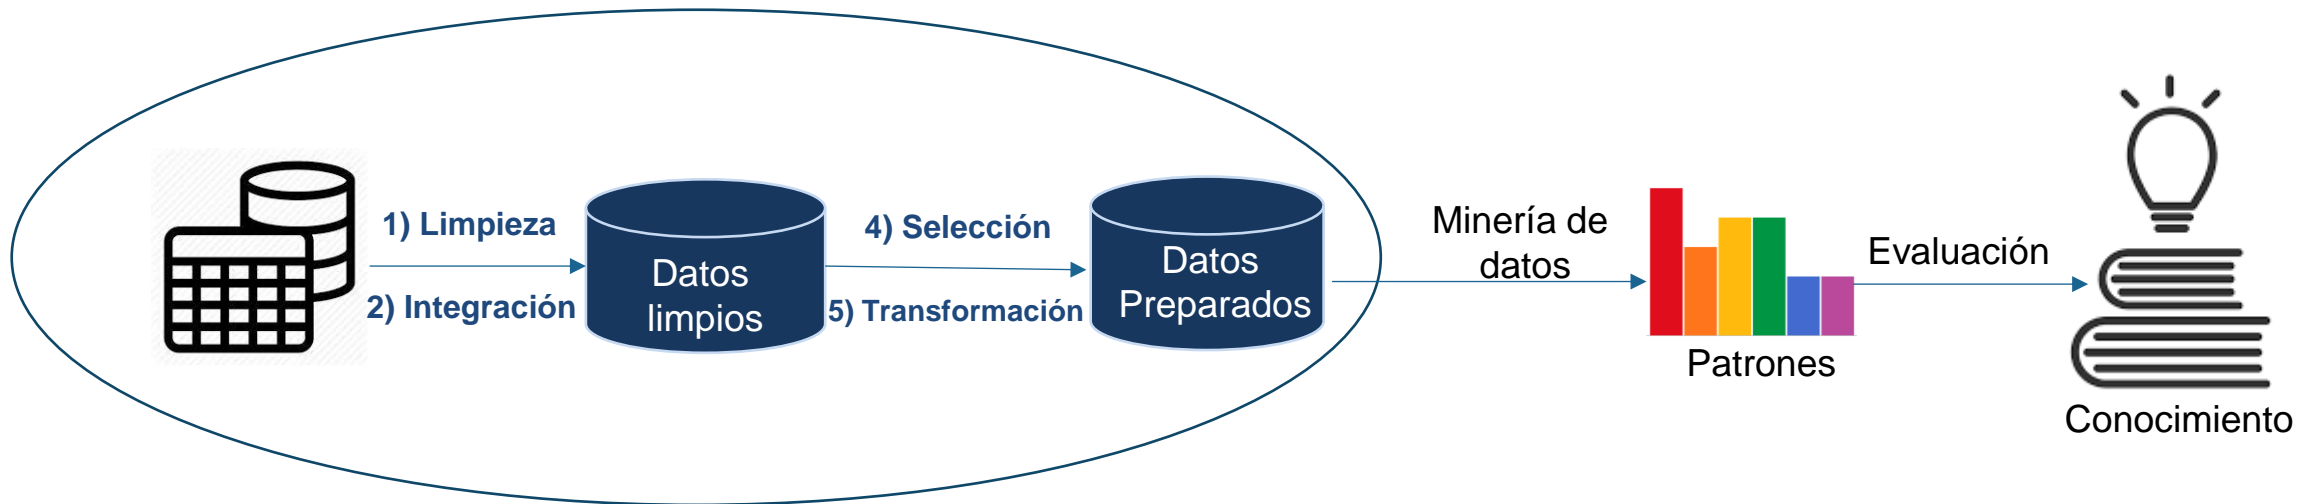 1) Limpieza
2) Integración
Datos
limpios
4) Selección
5) Transformación
Datos
Preparados
Minería de
datos
Patrones
Evaluación
Conocimiento